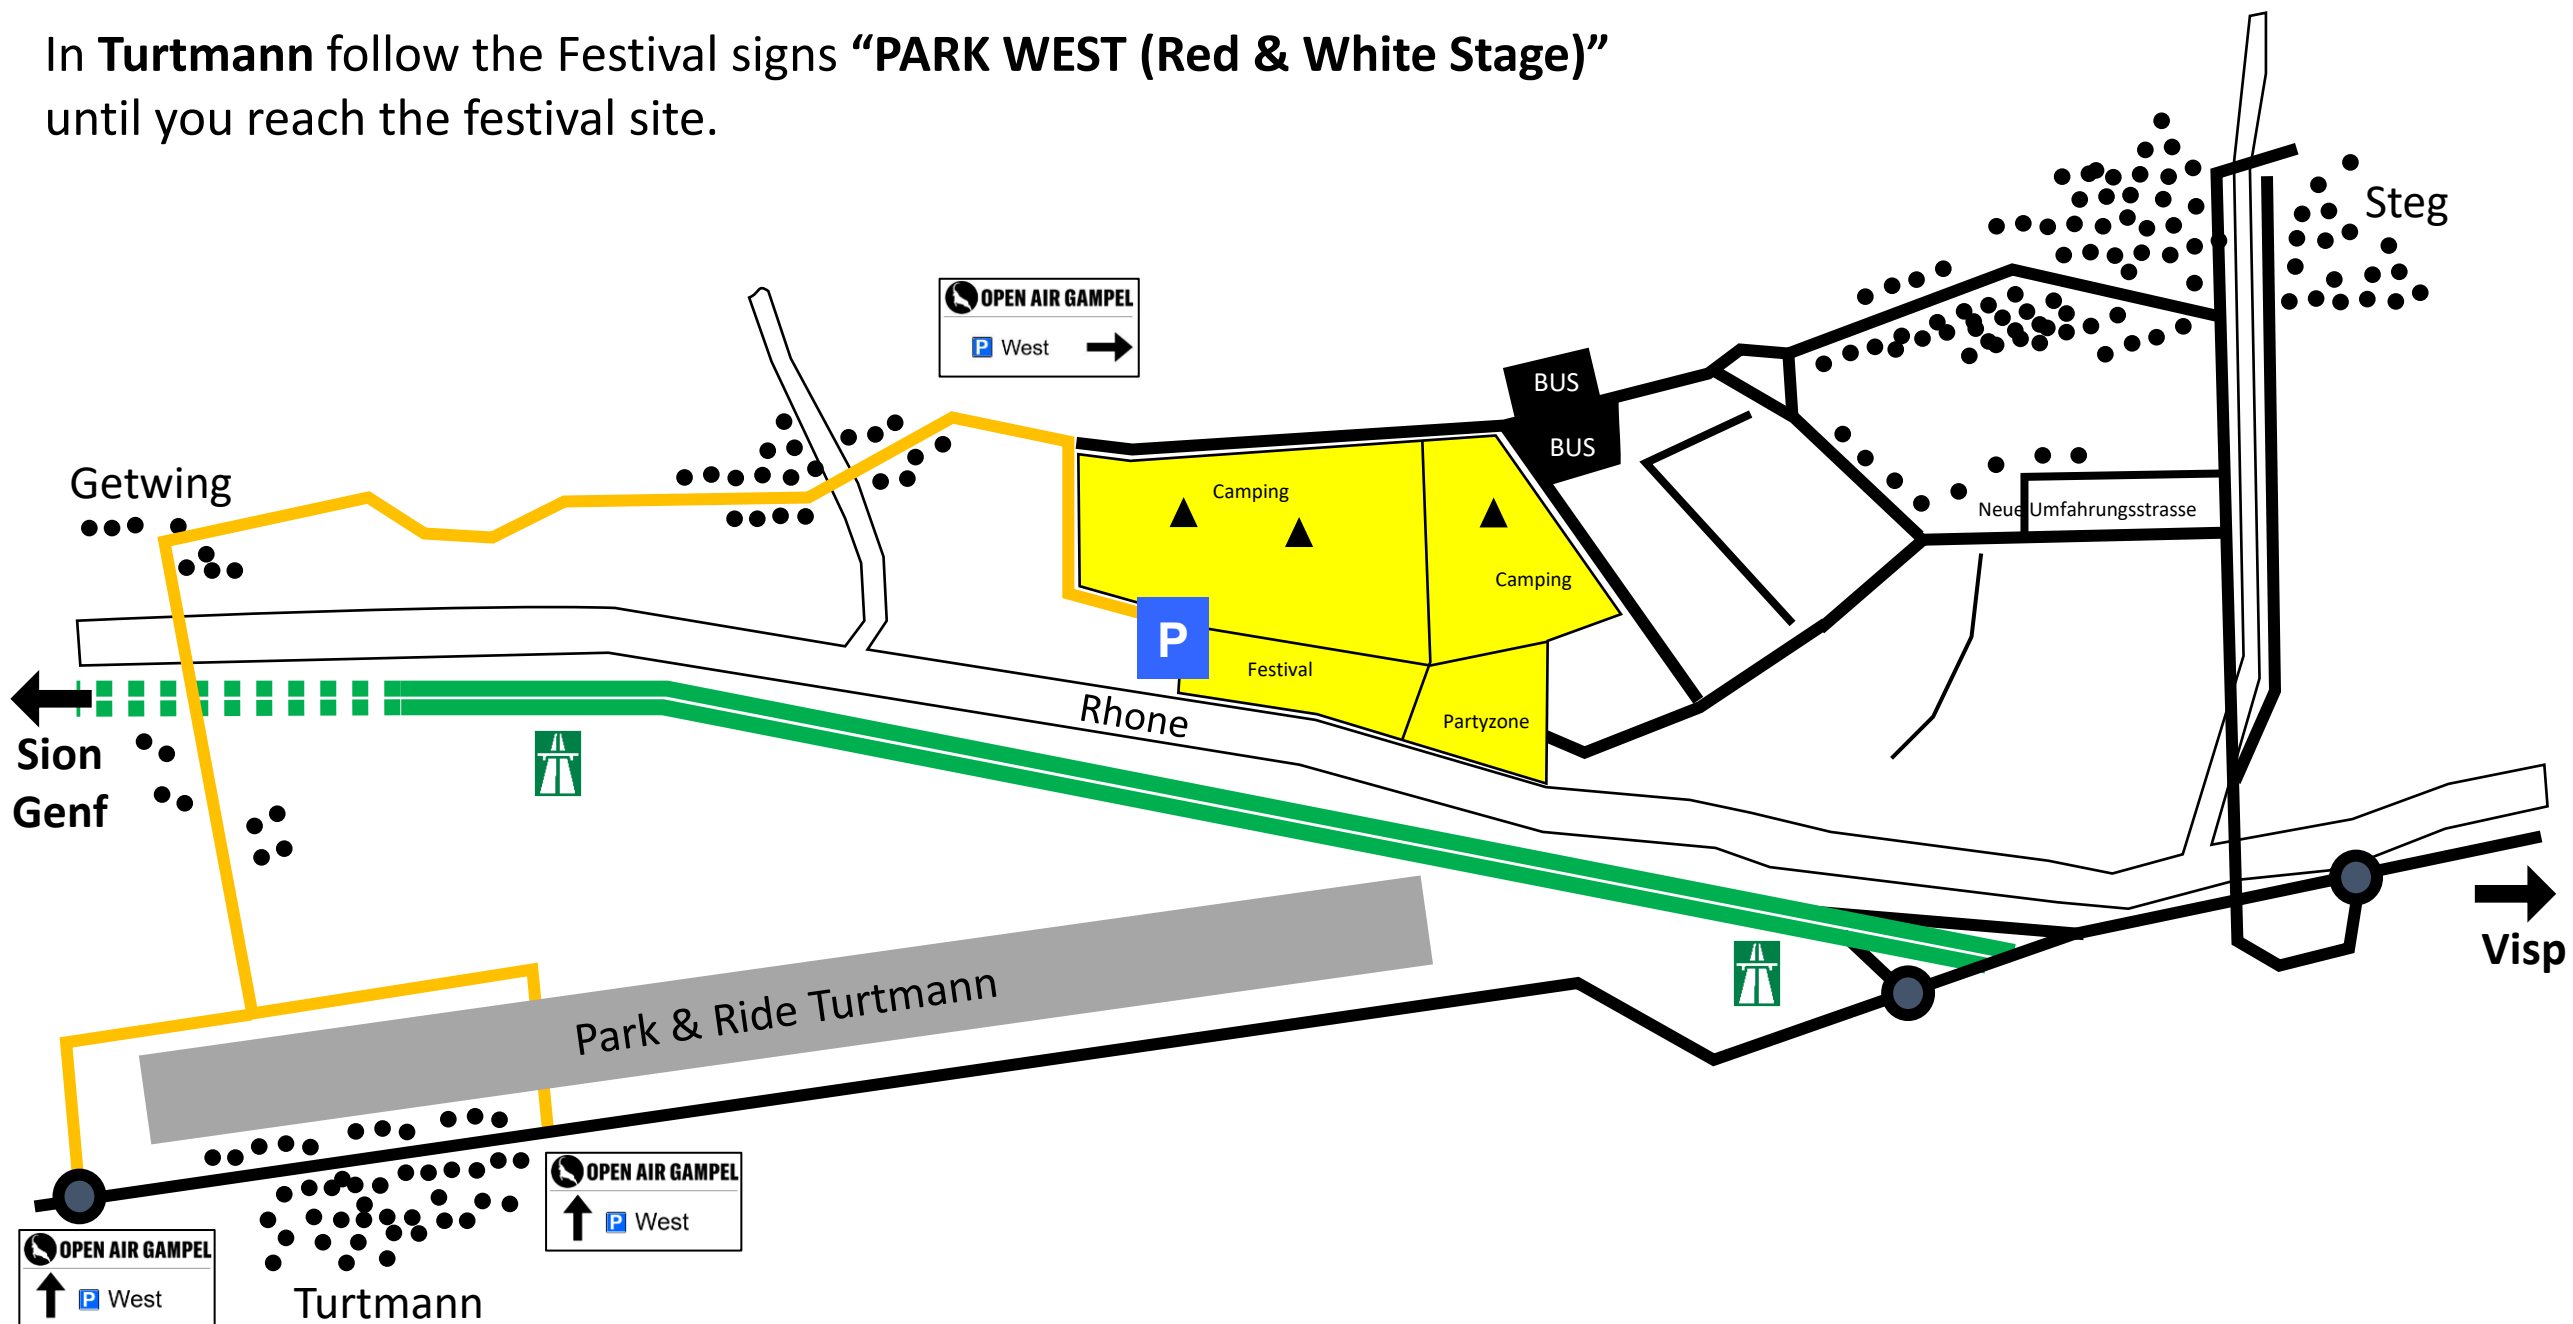 In Turtmann follow the Festival signs “PARK WEST (Red & White Stage)”
until you reach the festival site.
Steg
OPEN AIR GAMPEL
P West
BUS
BUS
Getwing
Camping
Camping
Neue Umfahrungsstrasse
P
Festival
Rhone
Partyzone
Sion
Genf
Visp
Park & Ride Turtmann
OPEN AIR GAMPEL
P West
OPEN AIR GAMPEL
P West
Turtmann